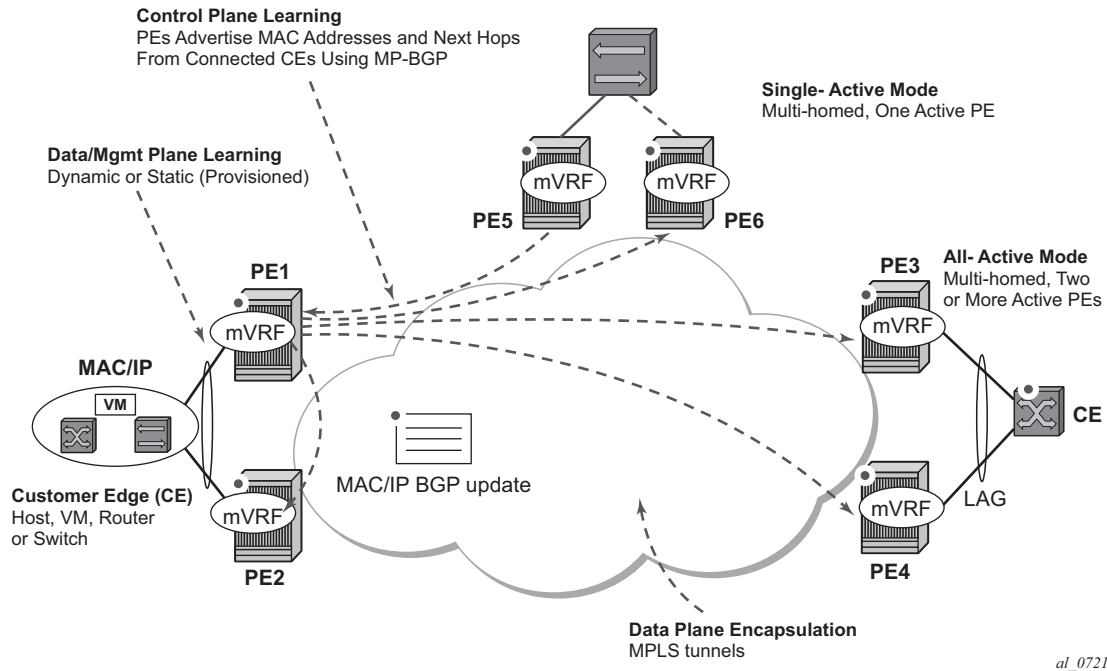 Control Plane Learning
PEs Advertise MAC Addresses and Next Hops
From Connected CEs Using MP-BGP
Single- Active Mode
Multi-homed, One Active PE
Data/Mgmt Plane Learning
Dynamic or Static (Provisioned)
mVRF
mVRF
PE5
PE6
All- Active Mode
Multi-homed, Two
or More Active PEs
PE1
PE3
mVRF
mVRF
MAC/IP
VM
CE
MAC/IP BGP update
Customer Edge (CE)
Host, VM, Router
or Switch
mVRF
mVRF
LAG
PE2
PE4
Data Plane Encapsulation
MPLS tunnels
al_0721